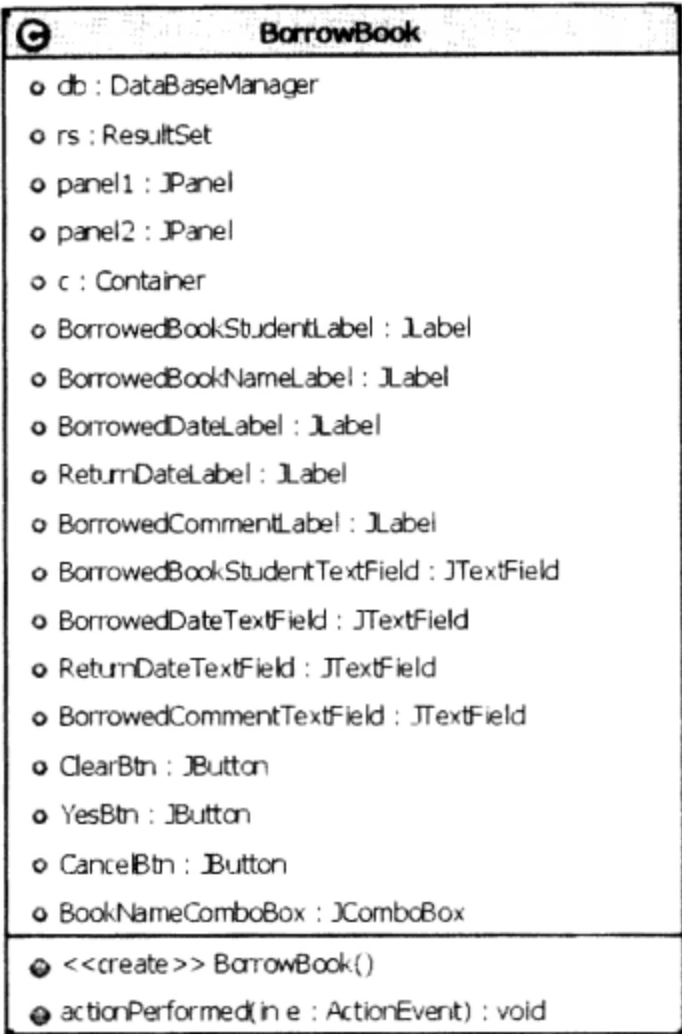 C BorrowBook
db : DataBaseManager
rs : ResultSet
panel1 : JPanel
panel2 : JPanel
c : Container
BorrowedBookStudentLabel : JLabel
BorrowedBookNameLabel : JLabel
BorrowedDateLabel : JLabel
ReturnDateLabel : JLabel
BorrowedCommentLabel : JLabel
BorrowedBookStudentTextField : JTextField
BorrowedDateTextField : JTextField
ReturnDateTextField : JTextField
BorrowedCommentTextField : JTextField
ClearBtn : JButton
YesBtn : JButton
CancelBtn : JButton
BookNameComboBox : JComboBox
<<create>> BorrowBook()
actionPerformed(in e : ActionEvent) : void